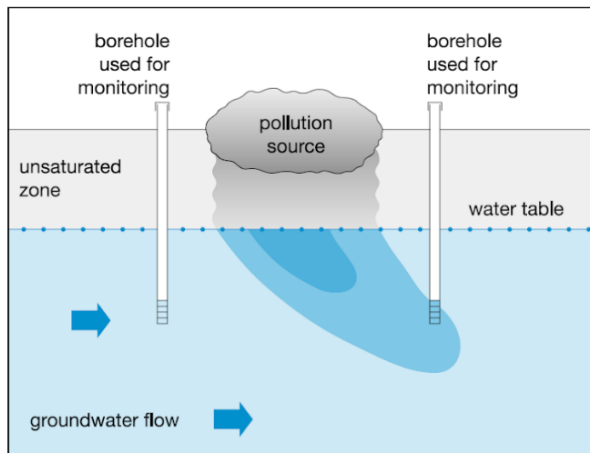 borehole
used for
monitoring
borehole
used for
monitoring
pollution
source
unsaturated
zone
water table
groundwater flow